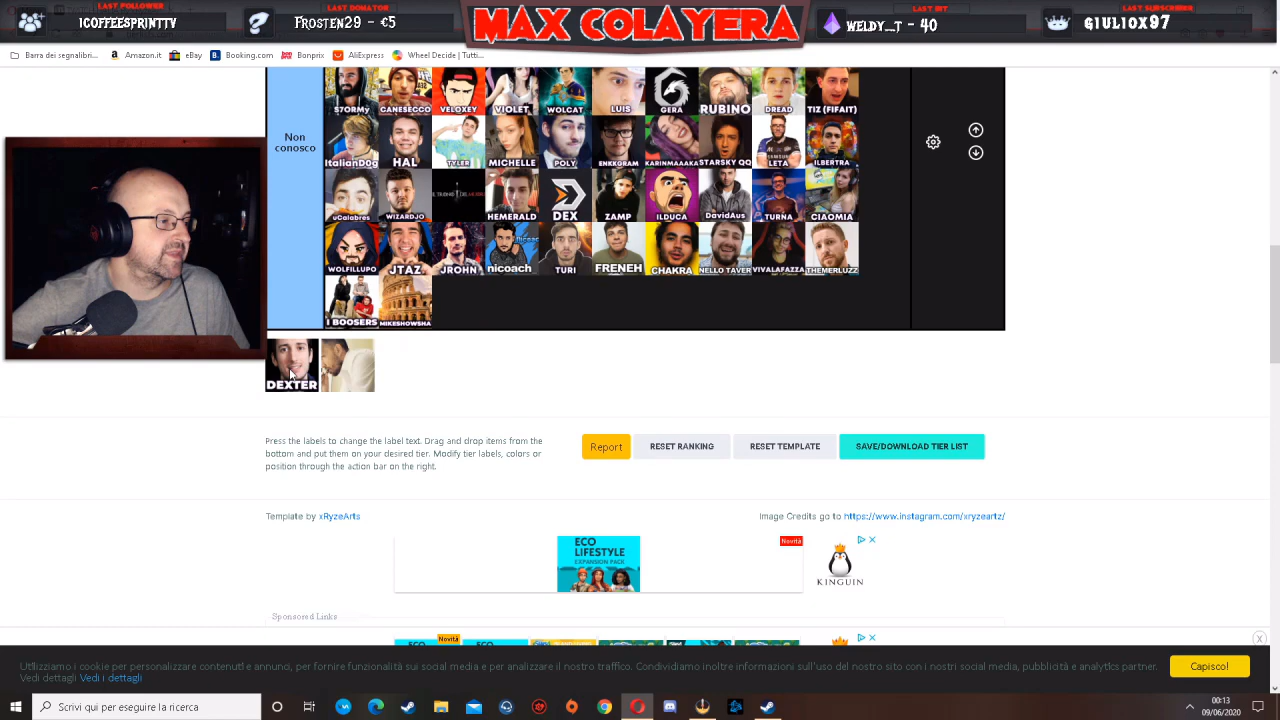 LAST FOLLOWER
ICOFFEESPRINTTY
LAST DONATOR
FROSTEN29 - €5
MAX COLAYERA
LAST BIT
WELDY__T - 40
LAST SUBSCRIBER
GIULIOX97
Barra dei segnalibri...
Amazon.it
eBay
Booking.com
Bonprix
AliExpress
Wheel Decide | Tutti...
Non
conosco
S7ORMy
CANESECCO
VELOXEY
VIOLET
WOLCAT
LUIS
GERA
RUBINO
DREAD
TIZ (FIFAIT)
ItalianD0g
HAL
TYLER
MICHELLE
POLY
ENKKGRAM
KARINMAAAKA
STARSKY QQ
LETA
ILBERTRA
uCalabres
WIZARDJO
HEMERALD
DEX
ZAMP
ILDUCA
DavidAus
TURNA
CIAOMIA
WOLFILLUPO
JTAZ
JROHN
nicoach
TURI
FRENEH
CHAKRA
NELLO TAVER
VIVALAFAZZA
THEMERLUZZ
I BOOSERS
MIKESHOWSHA
DEXTER
Press the labels to change the label text. Drag and drop items from the
bottom and put them on your desired tier. Modify tier labels, colors or
position through the action bar on the right.
Report
RESET RANKING
RESET TEMPLATE
SAVE/DOWNLOAD TIER LIST
Template by xRyzeArts
Image Credits go to https://www.instagram.com/xryzeartz/
ECO
LIFESTYLE
EXPANSION PACK
Novità
KINGUIN
Sponsored Links
Novità
X
Utilizziamo i cookie per personalizzare contenuti e annunci, per fornire funzionalità sui social media e per analizzare il nostro traffico. Condividiamo inoltre informazioni sull'uso del nostro sito con i nostri social media, pubblicità e analytics partner.
Vedi dettagli Vedi i dettagli
Capisco!
Scrivi qui per eseguire la ricerca
00:13
09/06/2020